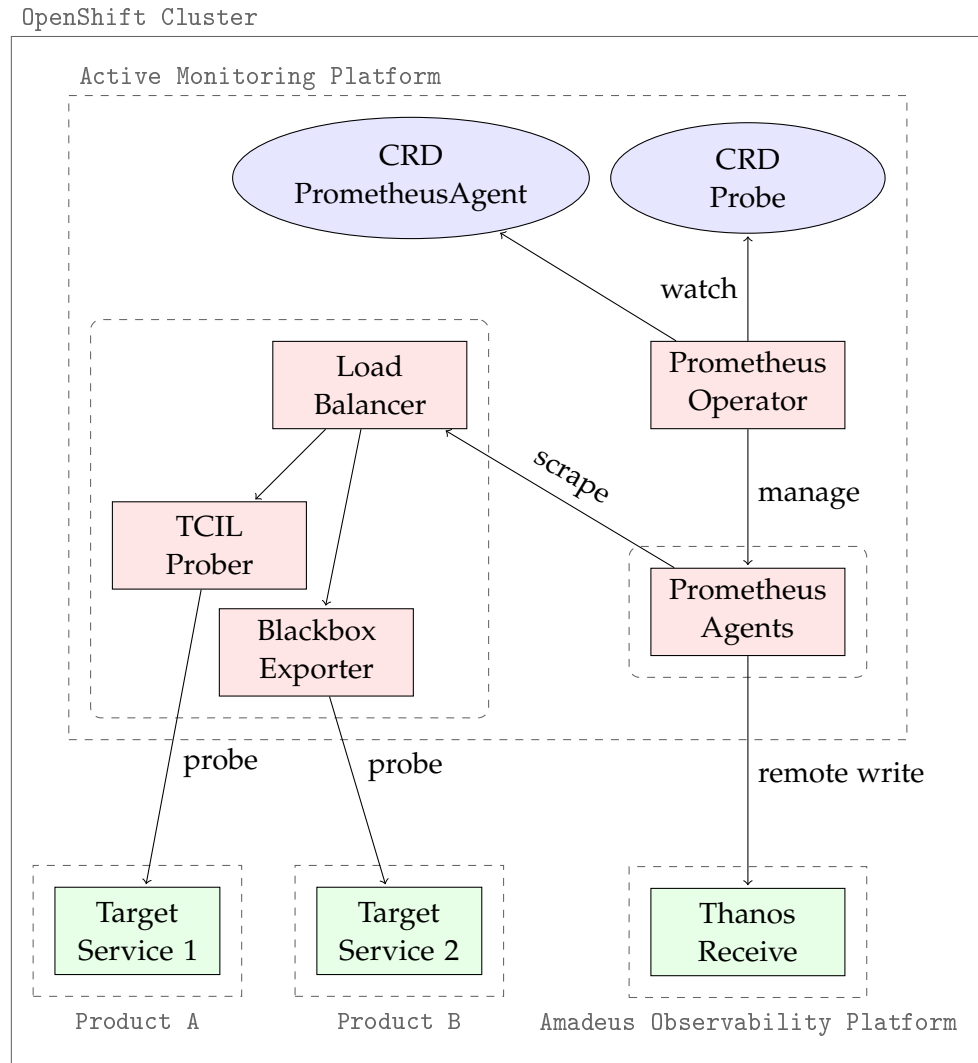 OpenShift Cluster
Active Monitoring Platform
CRD
PrometheusAgent
CRD
Probe
watch
Load
Balancer
Prometheus
Operator
scrape
manage
TCIL
Prober
Prometheus
Agents
Blackbox
Exporter
probe
probe
remote write
Target
Service 1
Target
Service 2
Thanos
Receive
Product A
Product B
Amadeus Observability Platform